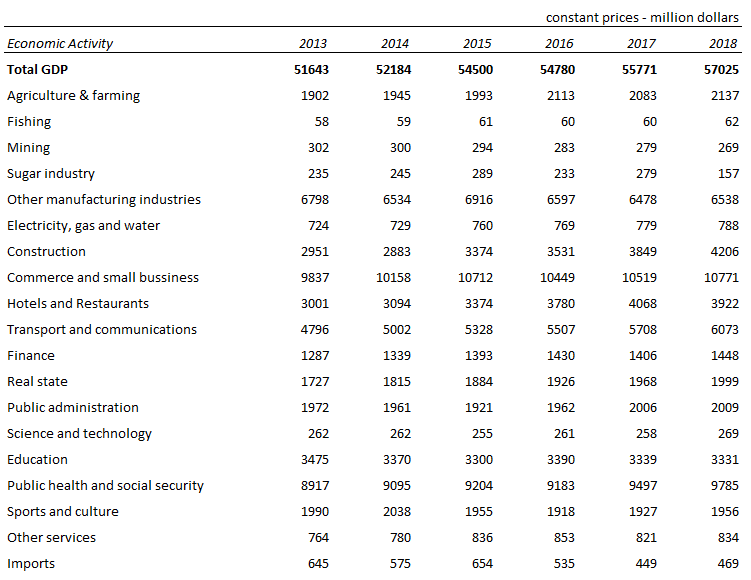 constant prices - million dollars
Economic Activity 2013 2014 2015 2016 2017 2018
Total GDP 51643 52184 54500 54780 55771 57025
Agriculture & farming 1902 1945 1993 2113 2083 2137
Fishing 58 59 61 60 60 62
Mining 302 300 294 283 279 269
Sugar industry 235 245 289 233 279 157
Other manufacturing industries 6798 6534 6916 6597 6478 6538
Electricity, gas and water 724 729 760 769 779 788
Construction 2951 2883 3374 3531 3849 4206
Commerce and small bussiness 9837 10158 10712 10449 10519 10771
Hotels and Restaurants 3001 3094 3374 3780 4068 3922
Transport and communications 4796 5002 5328 5507 5708 6073
Finance 1287 1339 1393 1430 1406 1448
Real state 1727 1815 1884 1926 1968 1999
Public administration 1972 1961 1921 1962 2006 2009
Science and technology 262 262 255 261 258 269
Education 3475 3370 3300 3390 3339 3331
Public health and social security 8917 9095 9204 9183 9497 9785
Sports and culture 1990 2038 1955 1918 1927 1956
Other services 764 780 836 853 821 834
Imports 645 575 654 535 449 469